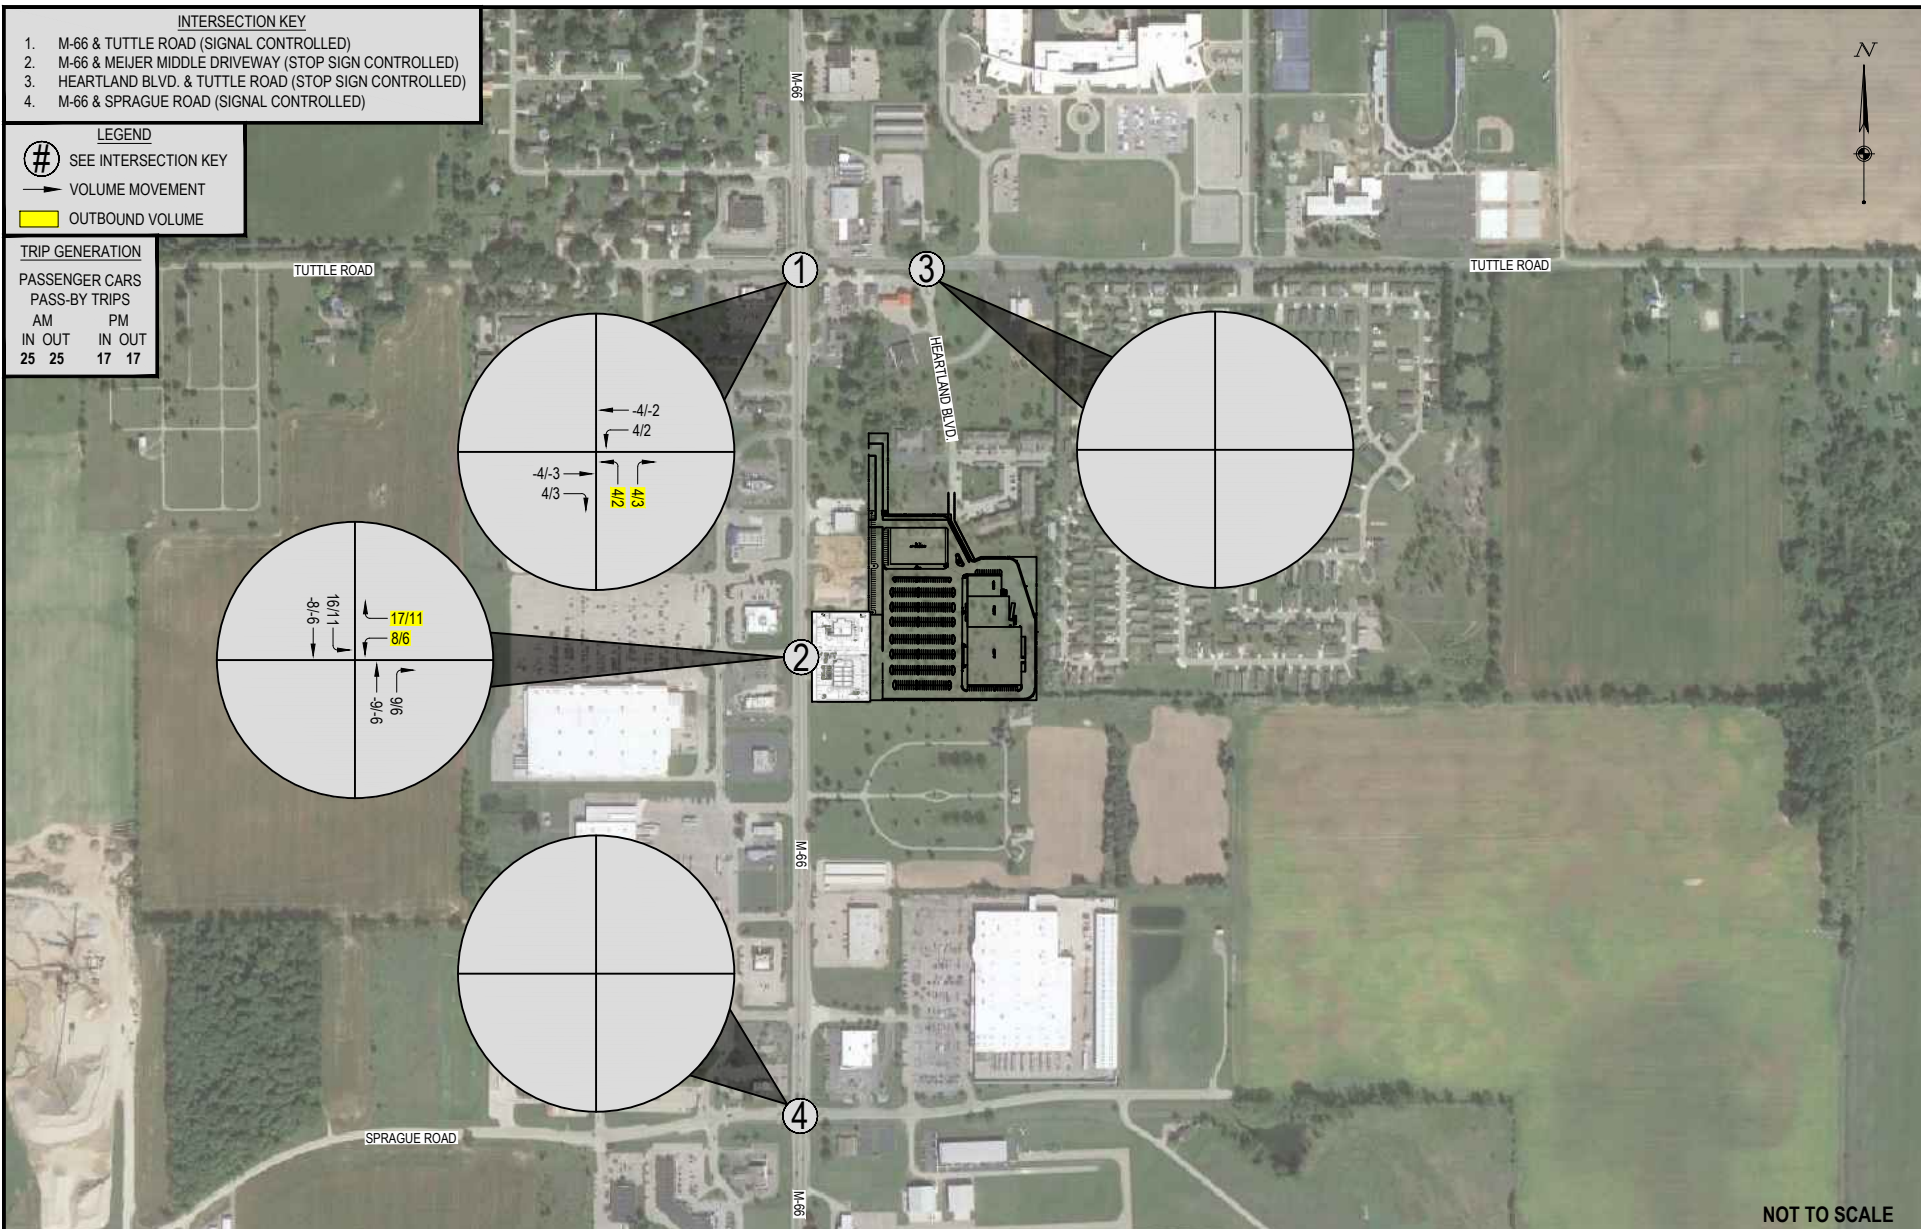 INTERSECTION KEY
1. M-66 & TUTTLE ROAD (SIGNAL CONTROLLED)
2. M-66 & MEIJER MIDDLE DRIVEWAY (STOP SIGN CONTROLLED)
3. HEARTLAND BLVD. & TUTTLE ROAD (STOP SIGN CONTROLLED)
4. M-66 & SPRAGUE ROAD (SIGNAL CONTROLLED)
LEGEND
# SEE INTERSECTION KEY
VOLUME MOVEMENT
OUTBOUND VOLUME
TRIP GENERATION
PASSENGER CARS
PASS-BY TRIPS
AM PM
IN OUT IN OUT
25 25 17 17
M-66
N
TUTTLE ROAD
1
3
TUTTLE ROAD
HEARTLAND BLVD.
-4/-2
4/2
-4/-3
4/3
4/2
4/3
-8/-6
16/11
17/11
8/6
-9/-6
9/6
2
M-66
4
SPRAGUE ROAD
M-66
NOT TO SCALE